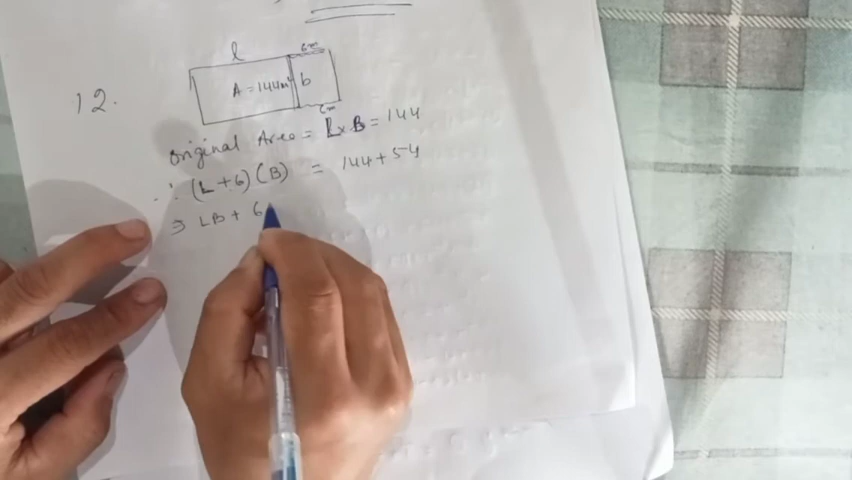 l 6m
12. A = 144m² b
6m
Original Area = L x B = 144
∴ (L + 6) (B) = 144 + 54
⇒ LB + 6